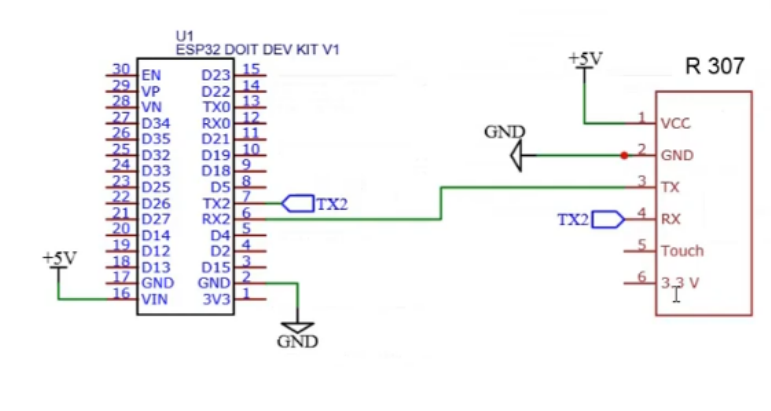 U1
ESP32 DOIT DEV KIT V1
30 EN D23 15
29 VP D22 14
28 VN TX0 13
27 D34 RX0 12
26 D35 D21 11
25 D32 D19 10
24 D33 D18 9
23 D25 D5 8
22 D26 TX2 7 TX2
21 D27 RX2 6
20 D14 D4 5
19 D12 D2 4
18 D13 D15 3
17 GND GND 2
16 VIN 3V3 1
+5V
GND
+5V
R 307
1 VCC
GND 2 GND
3 TX
TX2 4 RX
5 Touch
6 3.3 V